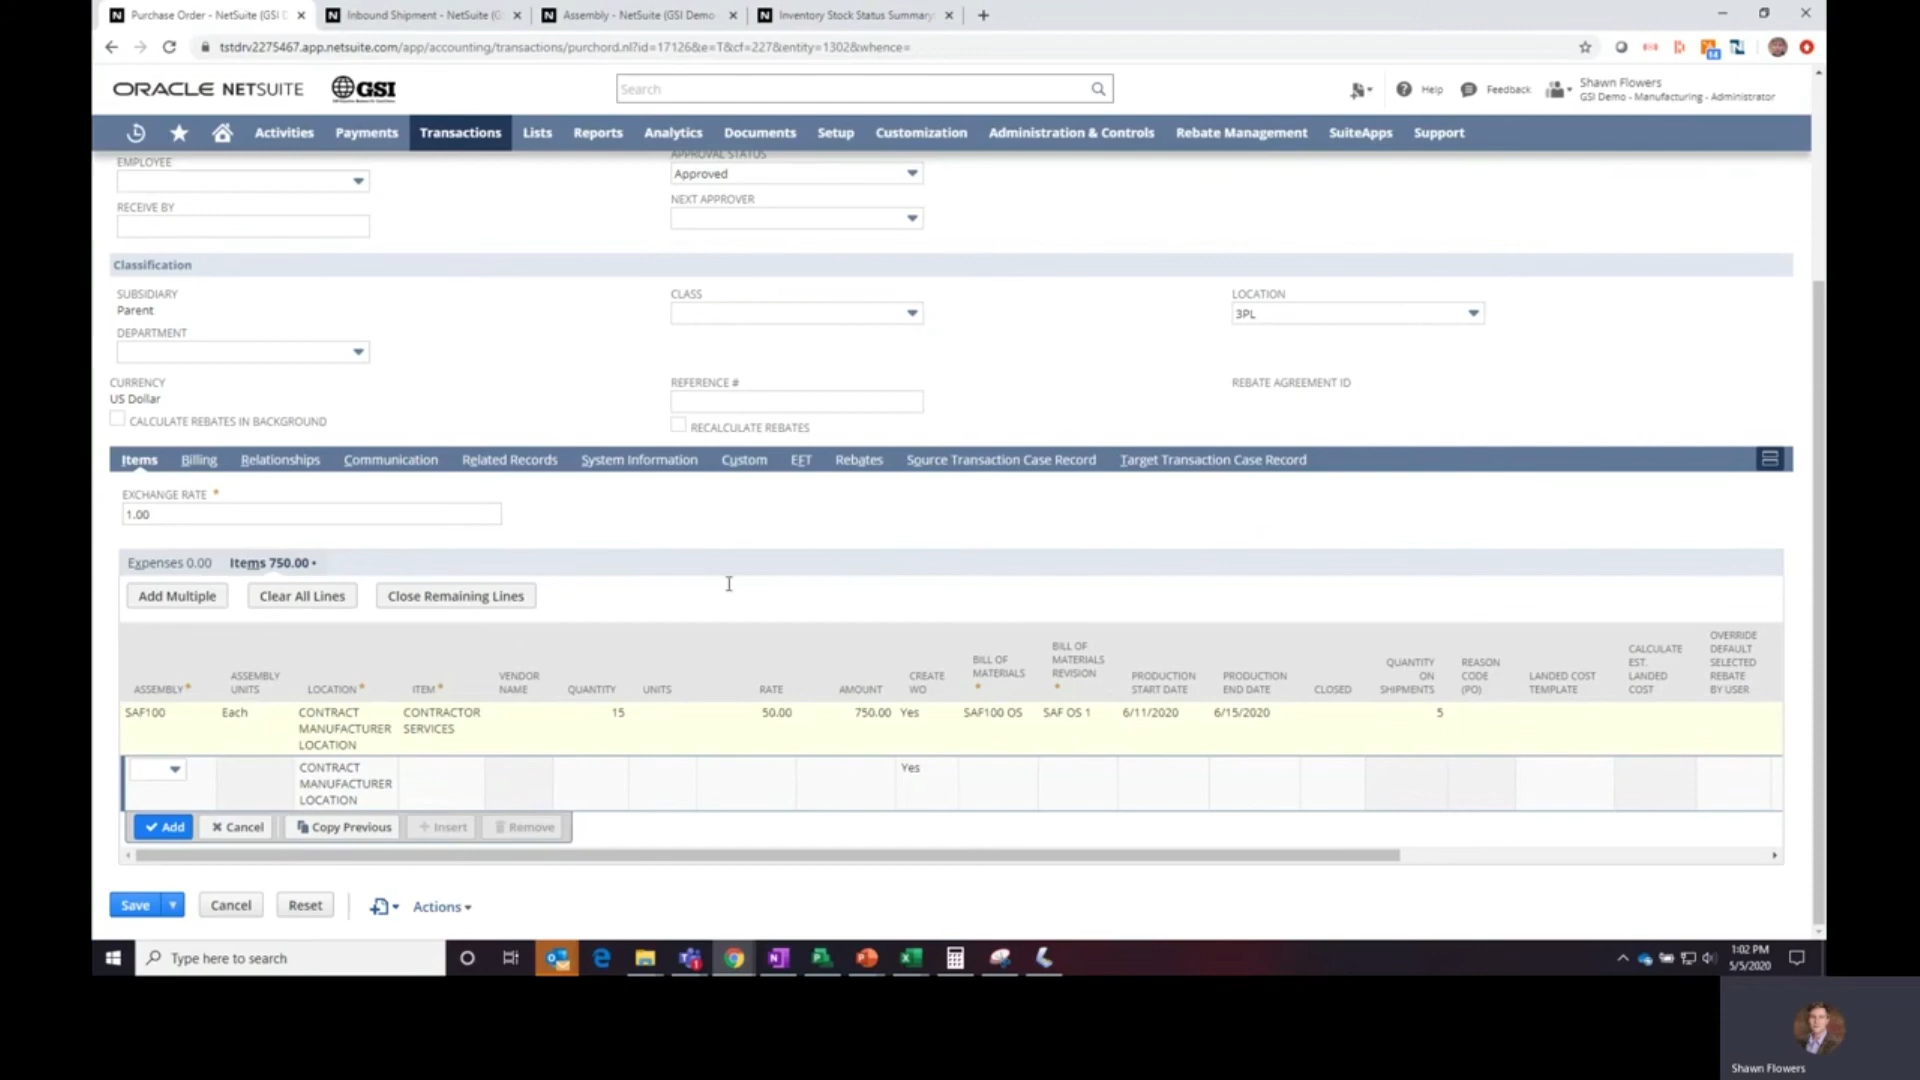 Purchase Order - NetSuite (GSI D
Inbound Shipment - NetSuite (G
Assembly - NetSuite (GSI Demo
Inventory Stock Status Summary
tstdrv2275467.app.netsuite.com/app/accounting/transactions/purchord.nl?id=17126&e=T&cf=227&entity=1302&whence=
ORACLE NETSUITE
GSI
Search
Help
Feedback
Shawn Flowers
GSI Demo - Manufacturing - Administrator
Activities Payments Transactions Lists Reports Analytics Documents Setup Customization Administration & Controls Rebate Management SuiteApps Support
EMPLOYEE
APPROVAL STATUS
Approved
RECEIVE BY
NEXT APPROVER
Classification
SUBSIDIARY
Parent
CLASS
LOCATION
3PL
DEPARTMENT
CURRENCY
US Dollar
REFERENCE #
REBATE AGREEMENT ID
CALCULATE REBATES IN BACKGROUND
RECALCULATE REBATES
Items Billing Relationships Communication Related Records System Information Custom EFT Rebates Source Transaction Case Record Target Transaction Case Record
EXCHANGE RATE *
1.00
Expenses 0.00 Items 750.00 •
Add Multiple Clear All Lines Close Remaining Lines
ASSEMBLY *
ASSEMBLY
UNITS
LOCATION *
ITEM *
VENDOR
NAME
QUANTITY
UNITS
RATE
AMOUNT
CREATE
WO
BILL OF
MATERIALS
*
BILL OF
MATERIALS
REVISION
*
PRODUCTION
START DATE
PRODUCTION
END DATE
CLOSED
QUANTITY
ON
SHIPMENTS
REASON
CODE
(PO)
LANDED COST
TEMPLATE
CALCULATE
EST.
LANDED
COST
OVERRIDE
DEFAULT
SELECTED
REBATE
BY USER
SAF100
Each
CONTRACT
MANUFACTURER
LOCATION
CONTRACTOR
SERVICES
15
50.00
750.00
Yes
SAF100 OS
SAF OS 1
6/11/2020
6/15/2020
5
CONTRACT
MANUFACTURER
LOCATION
Yes
Add Cancel Copy Previous + Insert Remove
Save Cancel Reset Actions
Type here to search
1:02 PM
5/5/2020
Shawn Flowers